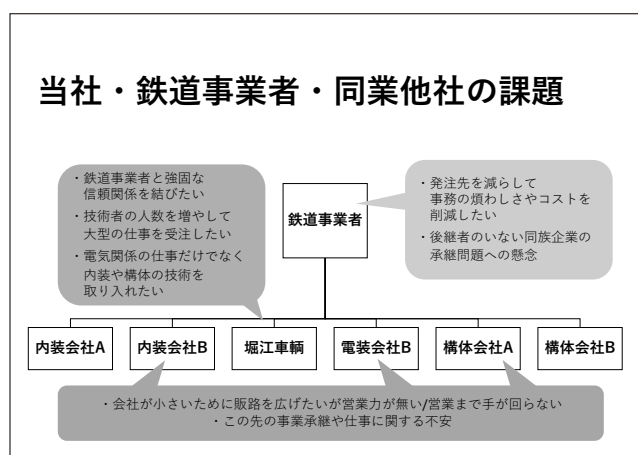 当社・鉄道事業者・同業他社の課題
・鉄道事業者と強固な
信頼関係を結びたい
・技術者の人数を増やして
大型の仕事を受注したい
・電気関係の仕事だけでなく
内装や構体の技術を
取り入れたい
鉄道事業者
・発注先を減らして
事務の煩わしさやコストを
削減したい
・後継者のいない同族企業の
承継問題への懸念
内装会社A
内装会社B
堀江車輌
電装会社B
構体会社A
構体会社B
・会社が小さいために販路を広げたいが営業力が無い/営業まで手が回らない
・この先の事業承継や仕事に関する不安